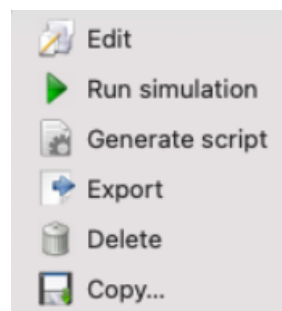 Edit
Run simulation
Generate script
Export
Delete
Copy...